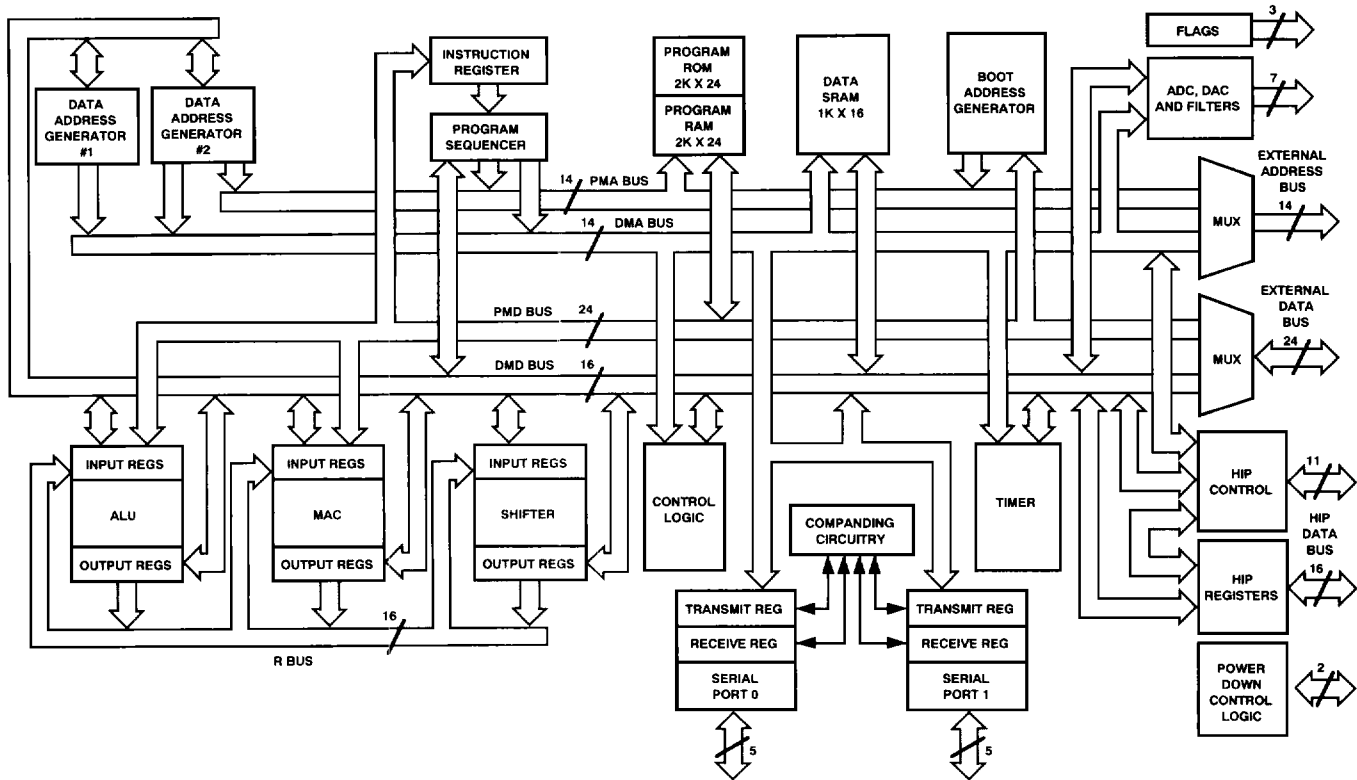 3
FLAGS
INSTRUCTION
REGISTER
PROGRAM
ROM
2K X 24
PROGRAM
RAM
2K X 24
DATA
SRAM
1K X 16
BOOT
ADDRESS
GENERATOR
ADC, DAC
AND FILTERS
7
DATA
ADDRESS
GENERATOR
#1
DATA
ADDRESS
GENERATOR
#2
PROGRAM
SEQUENCER
EXTERNAL
ADDRESS
BUS
14
MUX
14
PMA BUS
14
DMA BUS
EXTERNAL
DATA
BUS
24
MUX
PMD BUS
24
DMD BUS
16
INPUT REGS
ALU
OUTPUT REGS
INPUT REGS
MAC
OUTPUT REGS
INPUT REGS
SHIFTER
OUTPUT REGS
CONTROL
LOGIC
TIMER
HIP
CONTROL
11
COMPANDING
CIRCUITRY
HIP
DATA
BUS
16
HIP
REGISTERS
16
R BUS
TRANSMIT REG
RECEIVE REG
SERIAL
PORT 0
5
TRANSMIT REG
RECEIVE REG
SERIAL
PORT 1
5
POWER
DOWN
CONTROL
LOGIC
2